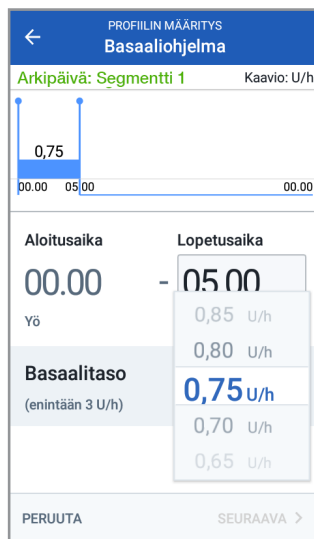 PROFIILIN MÄÄRITYS
Basaaliohjelma
Arkipäivä: Segmentti 1 Kaavio: U/h
0,75
00.00 05.00 00.00
Aloitusaika Lopetusaika
00.00 - 05.00
Yö
0,85 U/h
0,80 U/h
Basaalitaso
0,75 U/h
(enintään 3 U/h)
0,70 U/h
0,65 U/h
PERUUTA SEURAAVA >